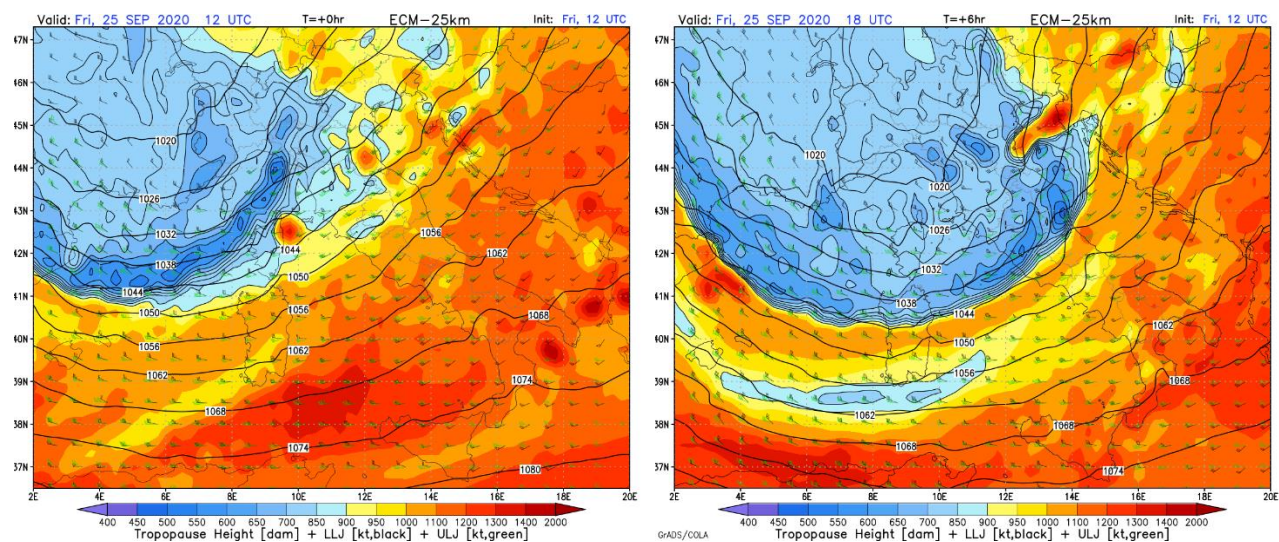 Valid: Fri, 25 SEP 2020 12 UTC T=+0hr ECM-25km Init: Fri, 12 UTC
47N
46N
45N
44N
43N
42N
41N
40N
39N
38N
37N
1020
1026
1032
1038
1044
1044
1050
1050
1056
1056
1056
1062
1062
1062
1068
1068
1074
1074
1080
2E 4E 6E 8E 10E 12E 14E 16E 18E 20E
400 450 500 550 600 650 700 850 900 950 1000 1100 1200 1300 1400 2000
Tropopause Height [dam] + LLJ [kt,black] + ULJ [kt,green]
Valid: Fri, 25 SEP 2020 18 UTC T=+6hr ECM-25km Init: Fri, 12 UTC
47N
46N
45N
44N
43N
42N
41N
40N
39N
38N
37N
1020
1020
1026
1032
1038
1044
1050
1056
1062
1062
1068
1068
1068
1074
2E 4E 6E 8E 10E 12E 14E 16E 18E 20E
400 450 500 550 600 650 700 850 900 950 1000 1100 1200 1300 1400 2000
GrADS/COLA
Tropopause Height [dam] + LLJ [kt,black] + ULJ [kt,green]